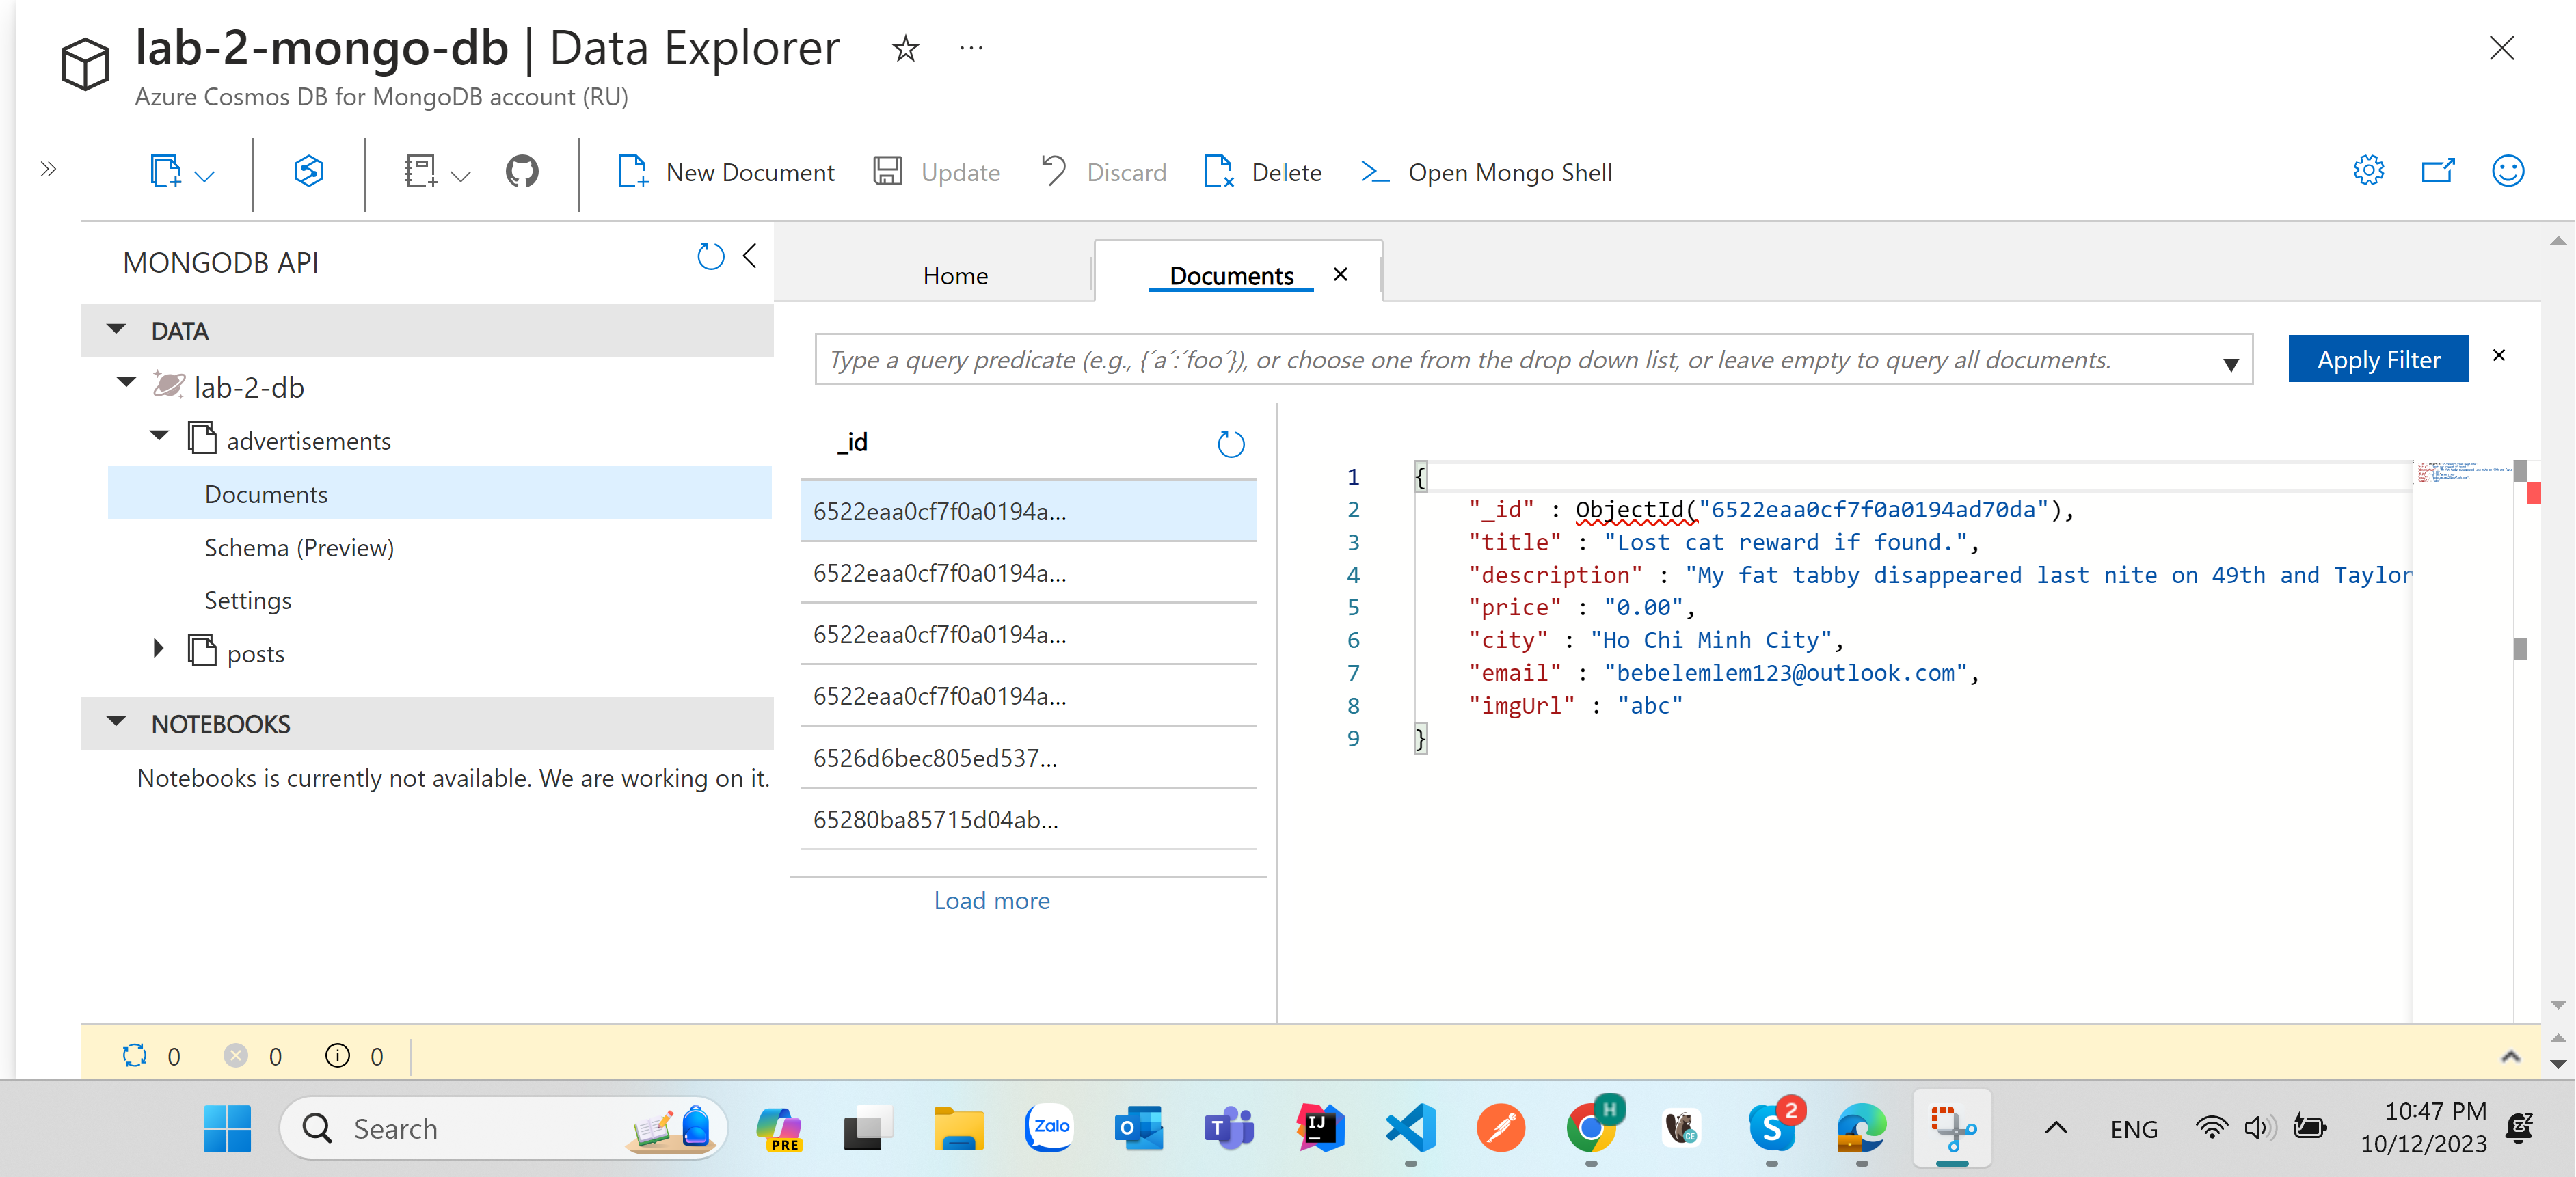 lab-2-mongo-db | Data Explorer
Azure Cosmos DB for MongoDB account (RU)
New Document
Update
Discard
Delete
Open Mongo Shell
MONGODB API
DATA
lab-2-db
advertisements
Documents
Schema (Preview)
Settings
posts
NOTEBOOKS
Notebooks is currently not available. We are working on it.
Home
Documents
Type a query predicate (e.g., {´a´:´foo´}), or choose one from the drop down list, or leave empty to query all documents.
Apply Filter
_id
6522eaa0cf7f0a0194a...
6522eaa0cf7f0a0194a...
6522eaa0cf7f0a0194a...
6522eaa0cf7f0a0194a...
6526d6bec805ed537...
65280ba85715d04ab...
Load more
1 {
2 "_id" : ObjectId("6522eaa0cf7f0a0194ad70da"),
3 "title" : "Lost cat reward if found.",
4 "description" : "My fat tabby disappeared last nite on 49th and Taylor
5 "price" : "0.00",
6 "city" : "Ho Chi Minh City",
7 "email" : "bebelemlem123@outlook.com",
8 "imgUrl" : "abc"
9 }
0 0 0
Search
PRE
Zalo
O
T
IJ
H
CE
S
2
ENG
10:47 PM
10/12/2023